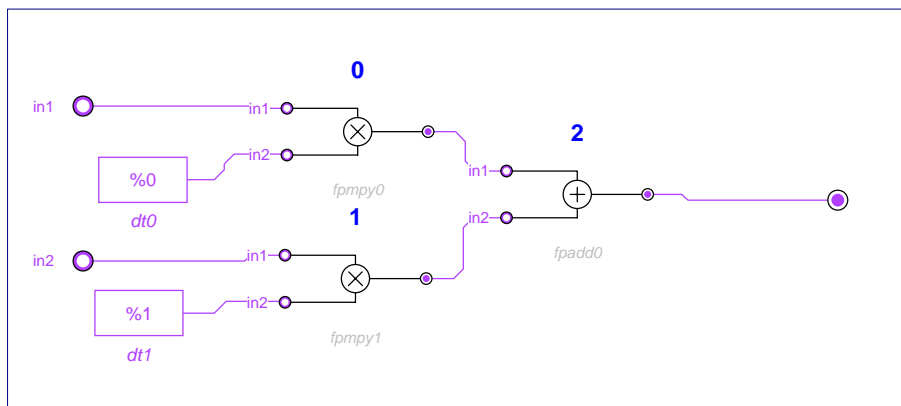 0
in1
in1
in2
%0
dt0
fpmpy0
2
in1
in2
fpadd0
1
in2
in1
in2
%1
dt1
fpmpy1